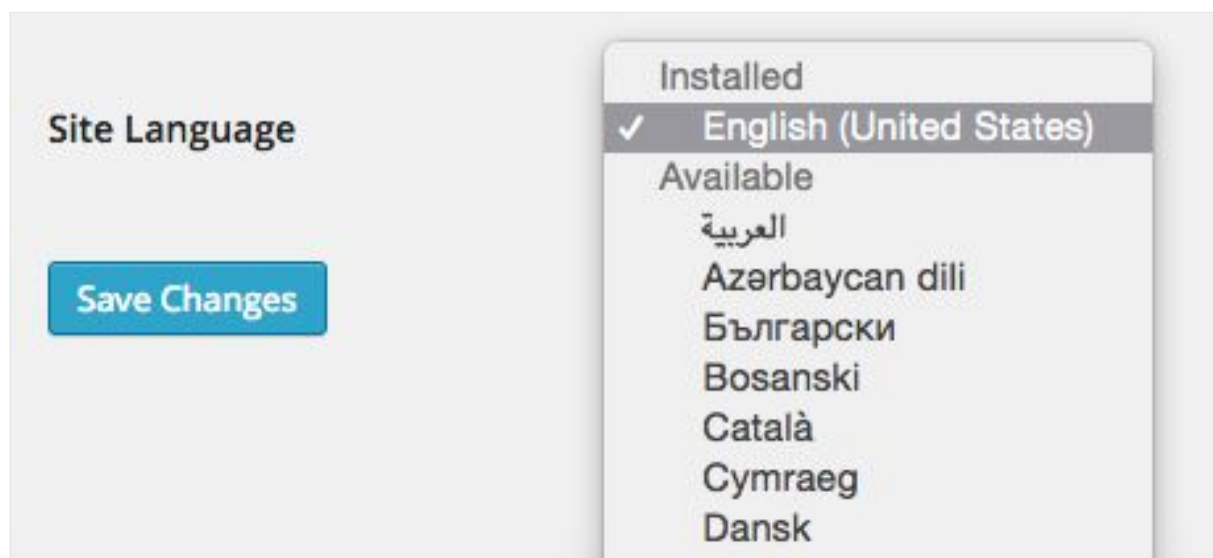 Site Language
Save Changes
Installed
✓ English (United States)
Available
العربية
Azərbaycan dili
Български
Bosanski
Català
Cymraeg
Dansk